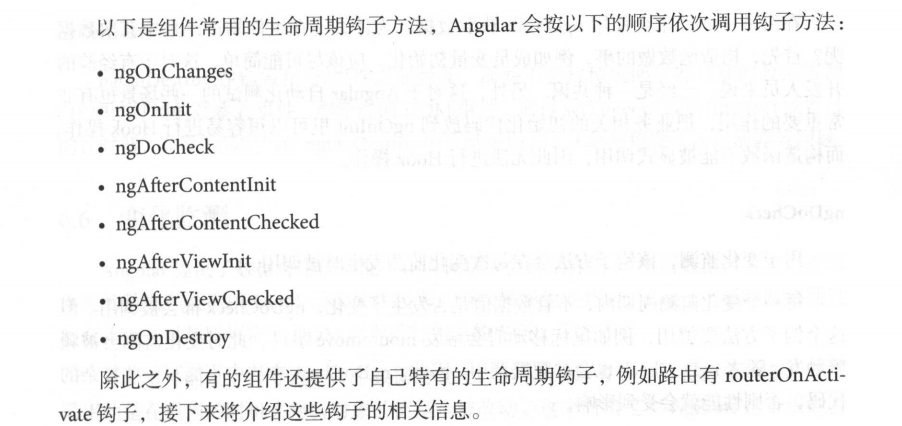 以下是组件常用的生命周期钩子方法，Angular 会按以下的顺序依次调用钩子方法：
• ngOnChanges
• ngOnInit
• ngDoCheck
• ngAfterContentInit
• ngAfterContentChecked
• ngAfterViewInit
• ngAfterViewChecked
• ngOnDestroy
除此之外，有的组件还提供了自己特有的生命周期钩子，例如路由有 routerOnActi-
vate 钩子，接下来将介绍这些钩子的相关信息。